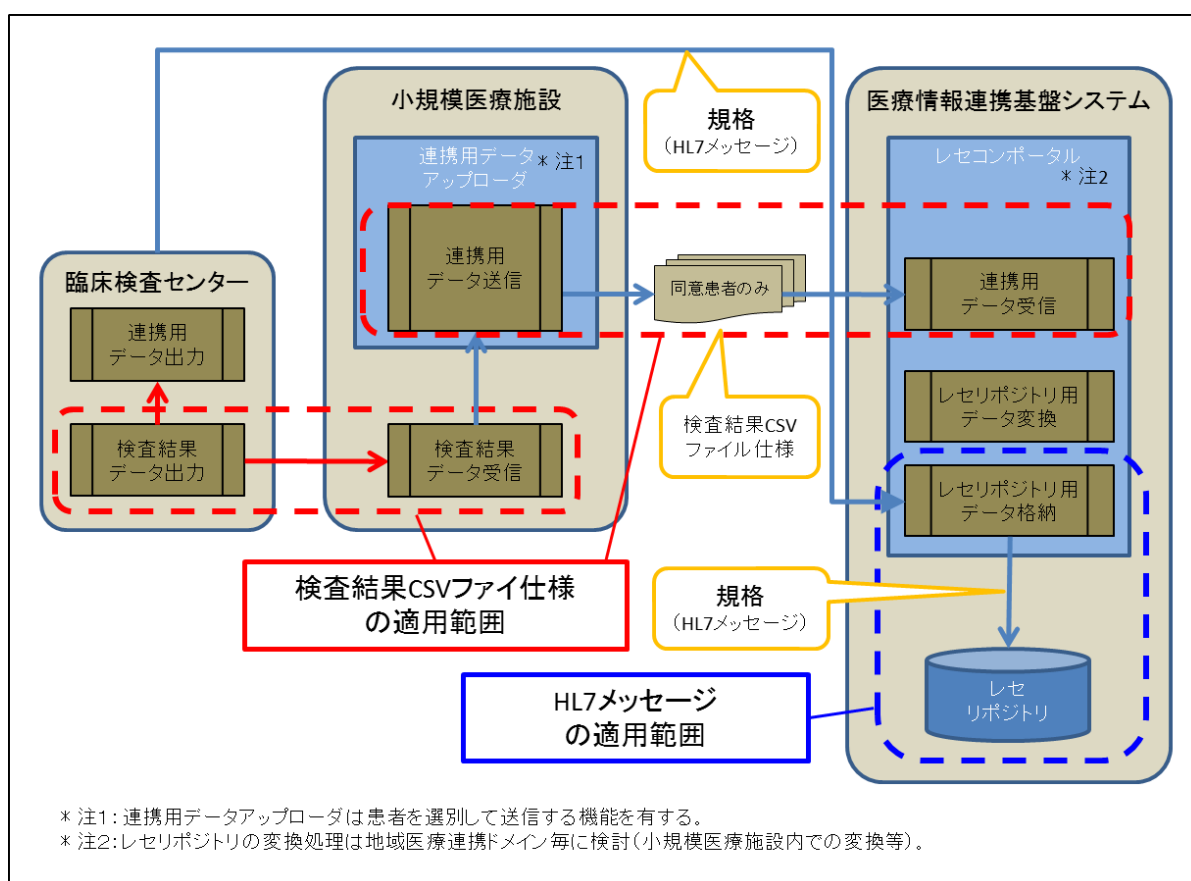 小規模医療施設
医療情報連携基盤システム
規格
（HL7メッセージ）
連携用データ
アップローダ
＊注1
レセコンポータル
＊注2
臨床検査センター
連携用
データ送信
同意患者のみ
連携用
データ受信
連携用
データ出力
検査結果CSV
ファイル仕様
レセリポジトリ用
データ変換
検査結果
データ出力
検査結果
データ受信
レセリポジトリ用
データ格納
検査結果CSVファイ仕様
の適用範囲
規格
（HL7メッセージ）
HL7メッセージ
の適用範囲
レセ
リポジトリ
＊注1：連携用データアップローダは患者を選別して送信する機能を有する。
＊注2：レセリポジトリの変換処理は地域医療連携ドメイン毎に検討（小規模医療施設内での変換等）。